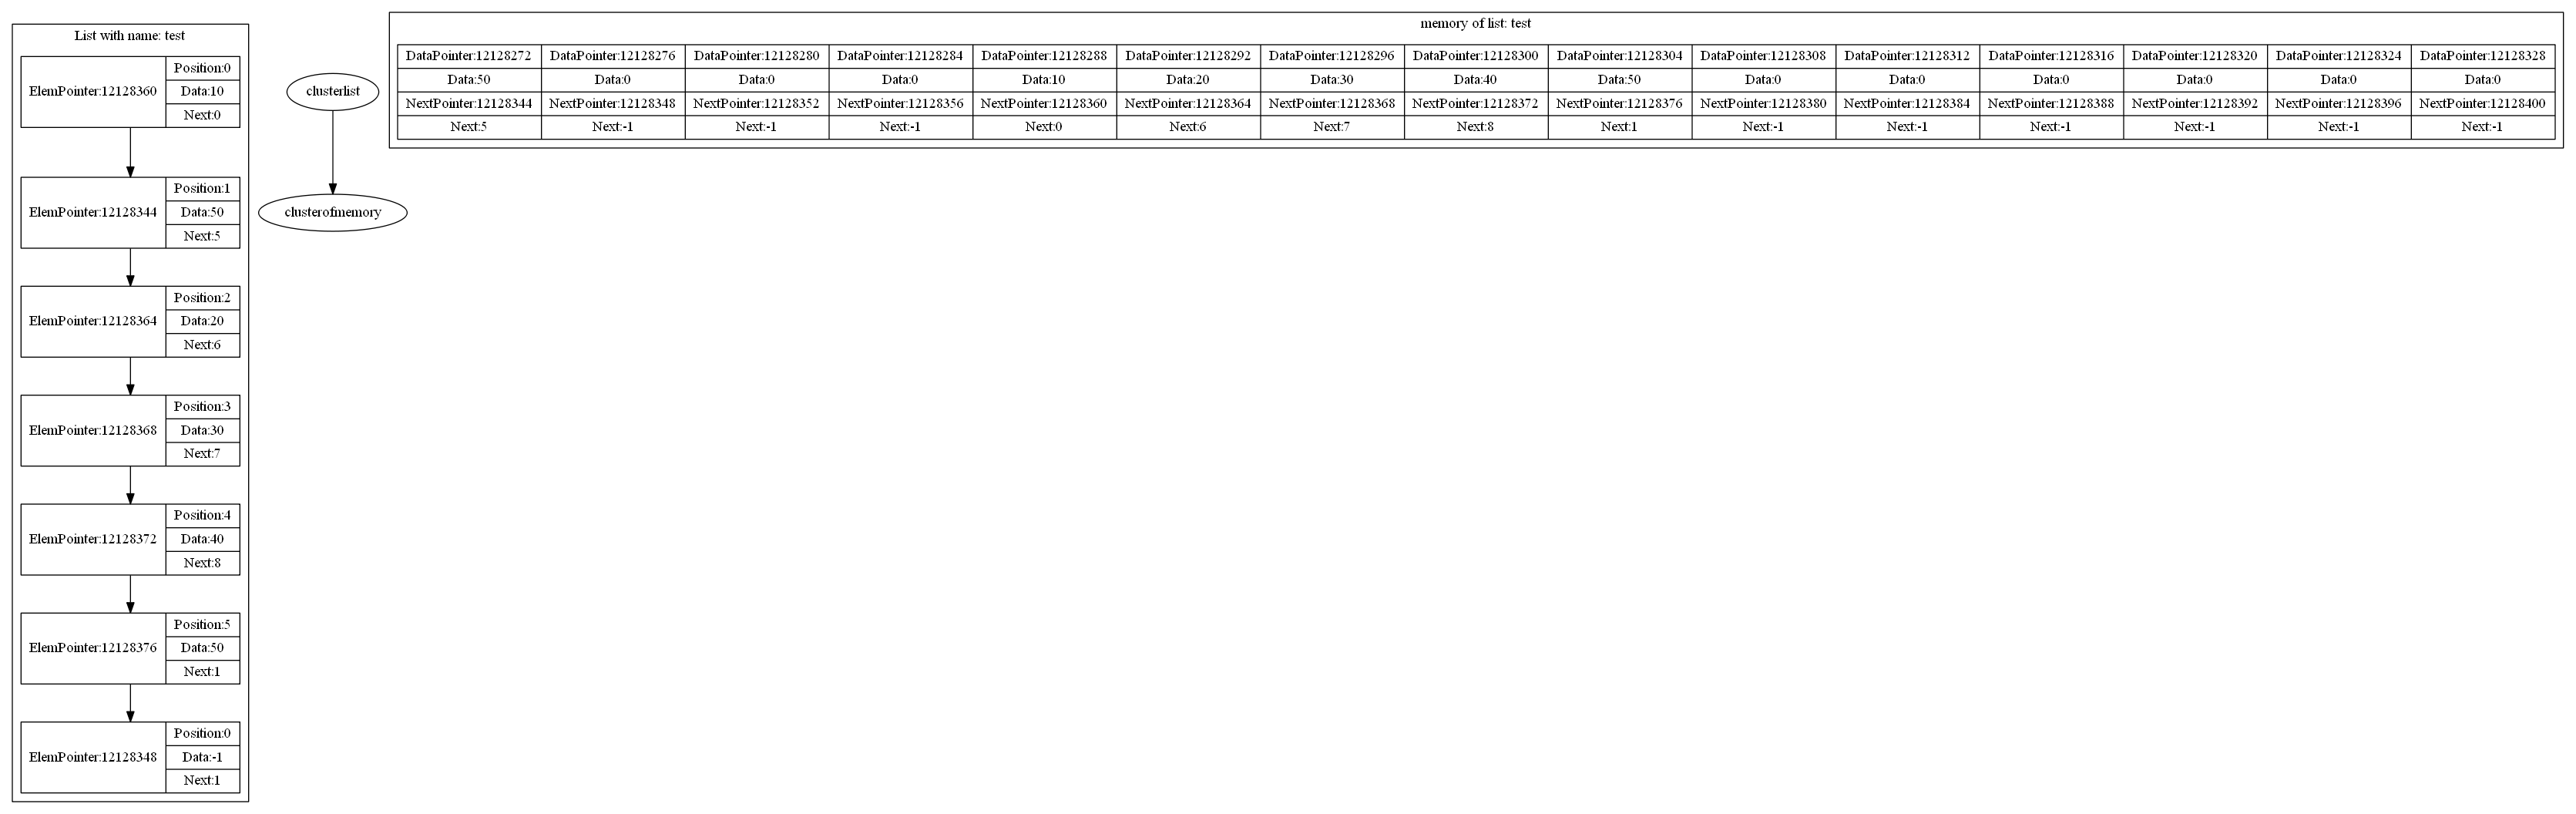 List with name: test
ElemPointer:12128360
Position:0
Data:10
Next:0
ElemPointer:12128344
Position:1
Data:50
Next:5
ElemPointer:12128364
Position:2
Data:20
Next:6
ElemPointer:12128368
Position:3
Data:30
Next:7
ElemPointer:12128372
Position:4
Data:40
Next:8
ElemPointer:12128376
Position:5
Data:50
Next:1
ElemPointer:12128348
Position:0
Data:-1
Next:1
clusterlist
clusterofmemory
memory of list: test
DataPointer:12128272 DataPointer:12128276 DataPointer:12128280 DataPointer:12128284 DataPointer:12128288 DataPointer:12128292 DataPointer:12128296 DataPointer:12128300 DataPointer:12128304 DataPointer:12128308 DataPointer:12128312 DataPointer:12128316 DataPointer:12128320 DataPointer:12128324 DataPointer:12128328
Data:50 Data:0 Data:0 Data:0 Data:10 Data:20 Data:30 Data:40 Data:50 Data:0 Data:0 Data:0 Data:0 Data:0 Data:0
NextPointer:12128344 NextPointer:12128348 NextPointer:12128352 NextPointer:12128356 NextPointer:12128360 NextPointer:12128364 NextPointer:12128368 NextPointer:12128372 NextPointer:12128376 NextPointer:12128380 NextPointer:12128384 NextPointer:12128388 NextPointer:12128392 NextPointer:12128396 NextPointer:12128400
Next:5 Next:-1 Next:-1 Next:-1 Next:0 Next:6 Next:7 Next:8 Next:1 Next:-1 Next:-1 Next:-1 Next:-1 Next:-1 Next:-1